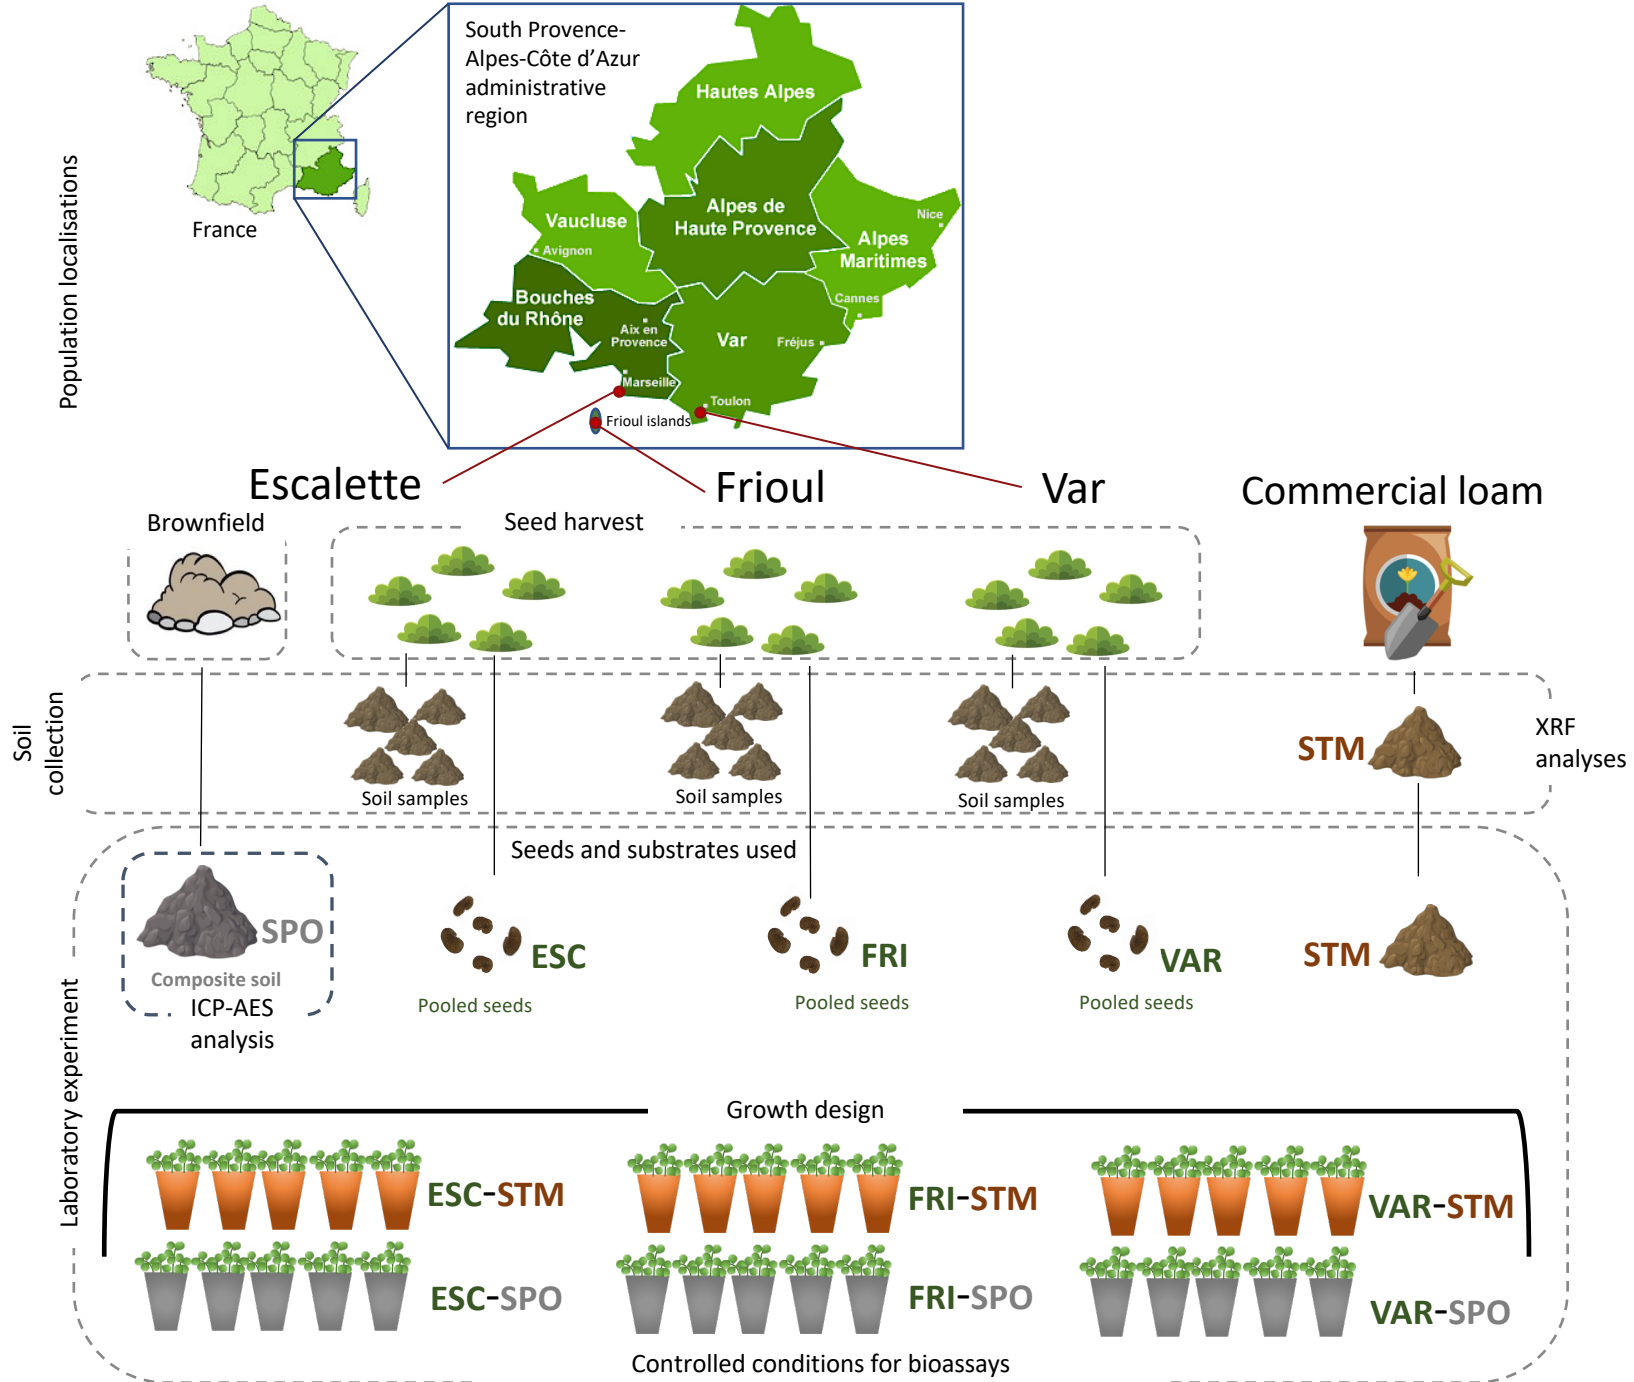 South Provence-
Alpes-Côte d'Azur
administrative
region
Hautes Alpes
Vaucluse
Avignon
Alpes de
Haute Provence
Nice
Alpes
Maritimes
Cannes
Bouches
du Rhône
Aix en
Provence
Marseille
Var
Fréjus
Toulon
Frioul islands
France
Population localisations
Escalette
Frioul
Var
Commercial loam
Brownfield
Seed harvest
Soil
collection
Soil samples
Soil samples
Soil samples
STM
XRF
analyses
Seeds and substrates used
SPO
Composite soil
ICP-AES
analysis
ESC
Pooled seeds
FRI
Pooled seeds
VAR
Pooled seeds
STM
Laboratory experiment
Growth design
ESC-STM
FRI-STM
VAR-STM
ESC-SPO
FRI-SPO
VAR-SPO
Controlled conditions for bioassays